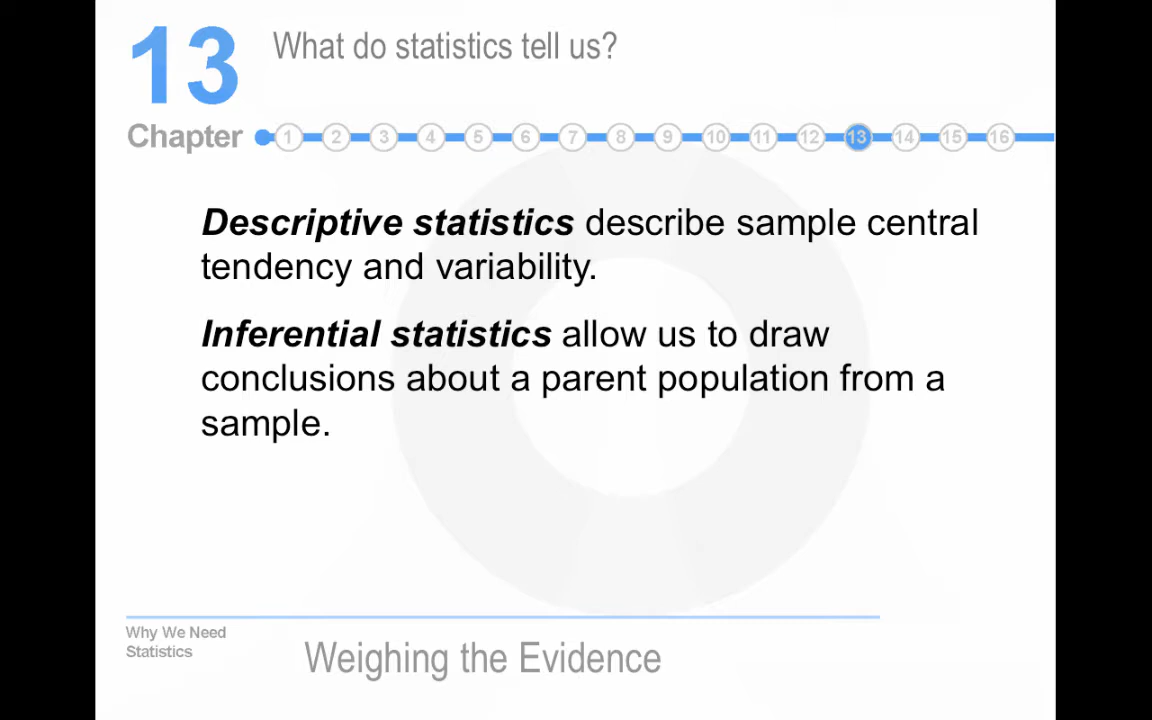 13
What do statistics tell us?
Chapter
1 2 3 4 5 6 7 8 9 10 11 12 13 14 15 16
Descriptive statistics describe sample central
tendency and variability.
Inferential statistics allow us to draw
conclusions about a parent population from a
sample.
Why We Need
Statistics
Weighing the Evidence